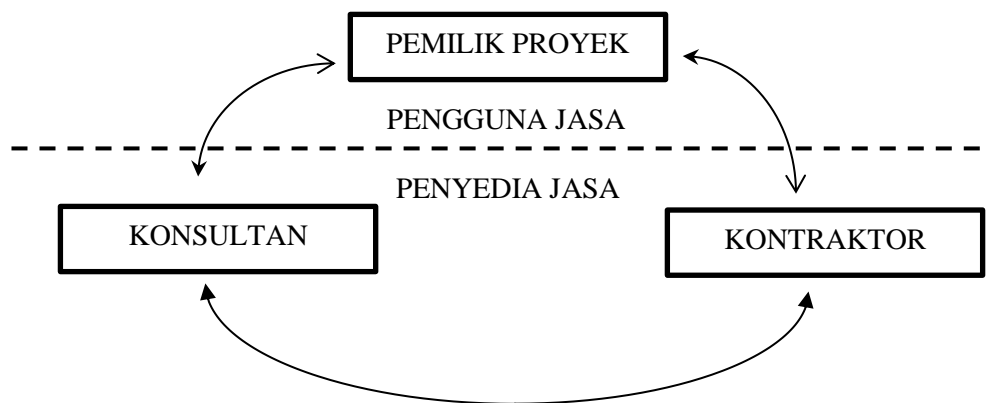 PEMILIK PROYEK
PENGGUNA JASA
PENYEDIA JASA
KONSULTAN
KONTRAKTOR